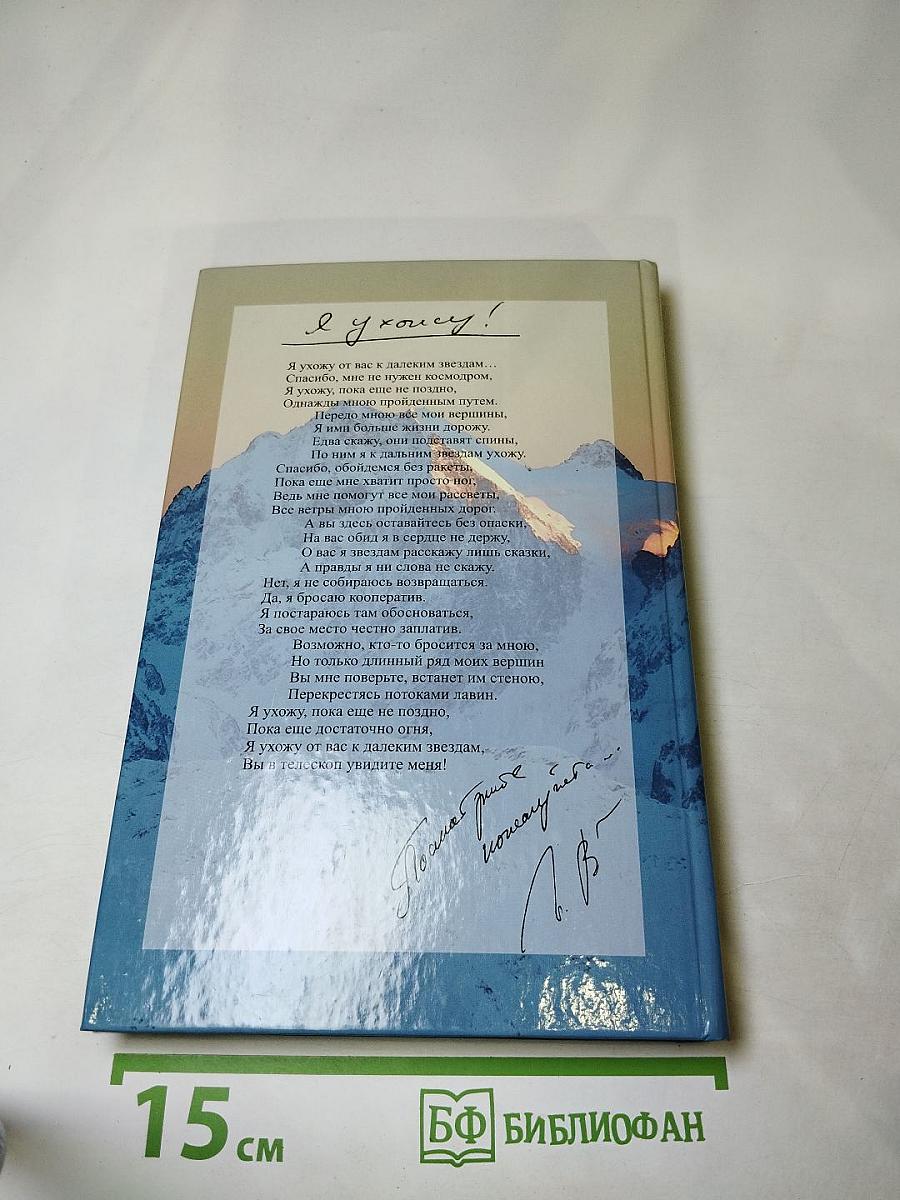 Я ухожу!
Я ухожу от вас к далеким звездам...
Спасибо, мне не нужен космодром,
Я ухожу, пока еще не поздно,
Однажды мною пройденным путем.
Передо мною все мои вершины,
Я ими больше жизни дорожу.
Едва скажу, они подставят спины,
По ним я к дальним звездам ухожу.
Спасибо, обойдемся без ракеты,
Пока еще мне хватит просто ног,
Ведь мне помогут все мои рассветы,
Все ветры мною пройденных дорог.
А вы здесь оставайтесь без опаски,
На вас обид я в сердце не держу,
О вас я звездам расскажу лишь сказки,
А правды я ни слова не скажу.
Нет, я не собираюсь возвращаться.
Да, я бросаю кооператив.
Я постараюсь там обосноваться,
За свое место честно заплатив.
Возможно, кто-то бросится за мною,
Но только длинный ряд моих вершин
Вы мне поверьте, встанет им стеною,
Перекрестясь потоками лавин.
Я ухожу, пока еще не поздно,
Пока еще достаточно огня,
Я ухожу от вас к далеким звездам,
Вы в телескоп увидите меня!
Посмотрите
пожалуйста...
15 см
БФ БИБЛИОФАН